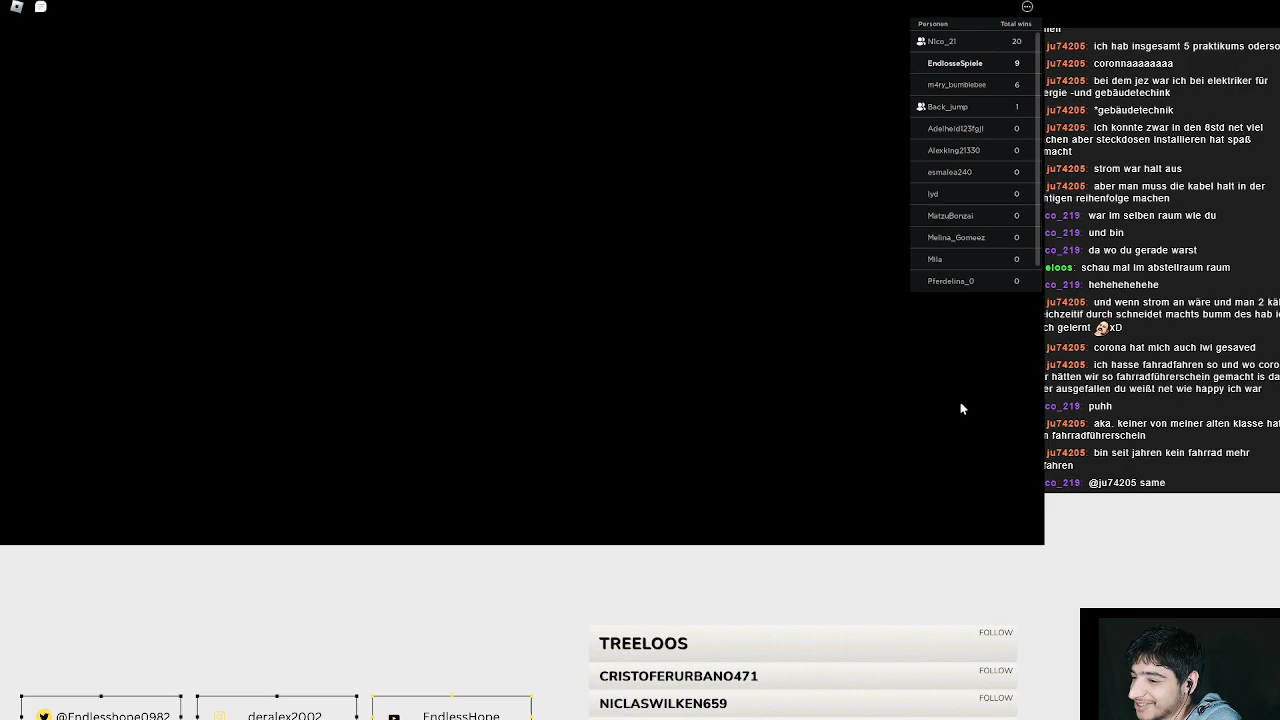 Personen Total wins
N1co_21 20
EndlosseSpiele 9
m4ry_bumblebee 6
Back_jump 1
Adelheid123fgjl 0
Alexking21330 0
esmalea240 0
lyd 0
MatzuBonzai 0
Melina_Gomeez 0
Mila 0
Pferdelina_0 0
ju74205: ich hab insgesamt 5 praktikums oderso
ju74205: coronnaaaaaaaa
ju74205: bei dem jez war ich bei elektriker für
ergie -und gebäudetechink
ju74205: *gebäudetechnik
ju74205: ich konnte zwar in den 8std net viel
chen aber steckdosen installieren hat spaß
macht
ju74205: strom war halt aus
ju74205: aber man muss die kabel halt in der
htigen reihenfolge machen
co_219: war im selben raum wie du
co_219: und bin
co_219: da wo du gerade warst
eeloos: schau mal im abstellraum raum
co_219: hehehehehehe
ju74205: und wenn strom an wäre und man 2 kä
eichzeitif durch schneidet machts bumm des hab i
ch gelernt xD
ju74205: corona hat mich auch iwi gesaved
ju74205: ich hasse fahradfahren so und wo coro
r hätten wir so fahradführerschein gemacht is da
er ausgefallen du weißt net wie happy ich war
co_219: puhh
ju74205: aka. keiner von meiner alten klasse hat
n fahrradführerschein
ju74205: bin seit jahren kein fahrrad mehr
fahren
co_219: @ju74205 same
TREELOOS FOLLOW
CRISTOFERURBANO471 FOLLOW
NICLASWILKEN659 FOLLOW
@Endlesshope0982 deralex2002 EndlessHope